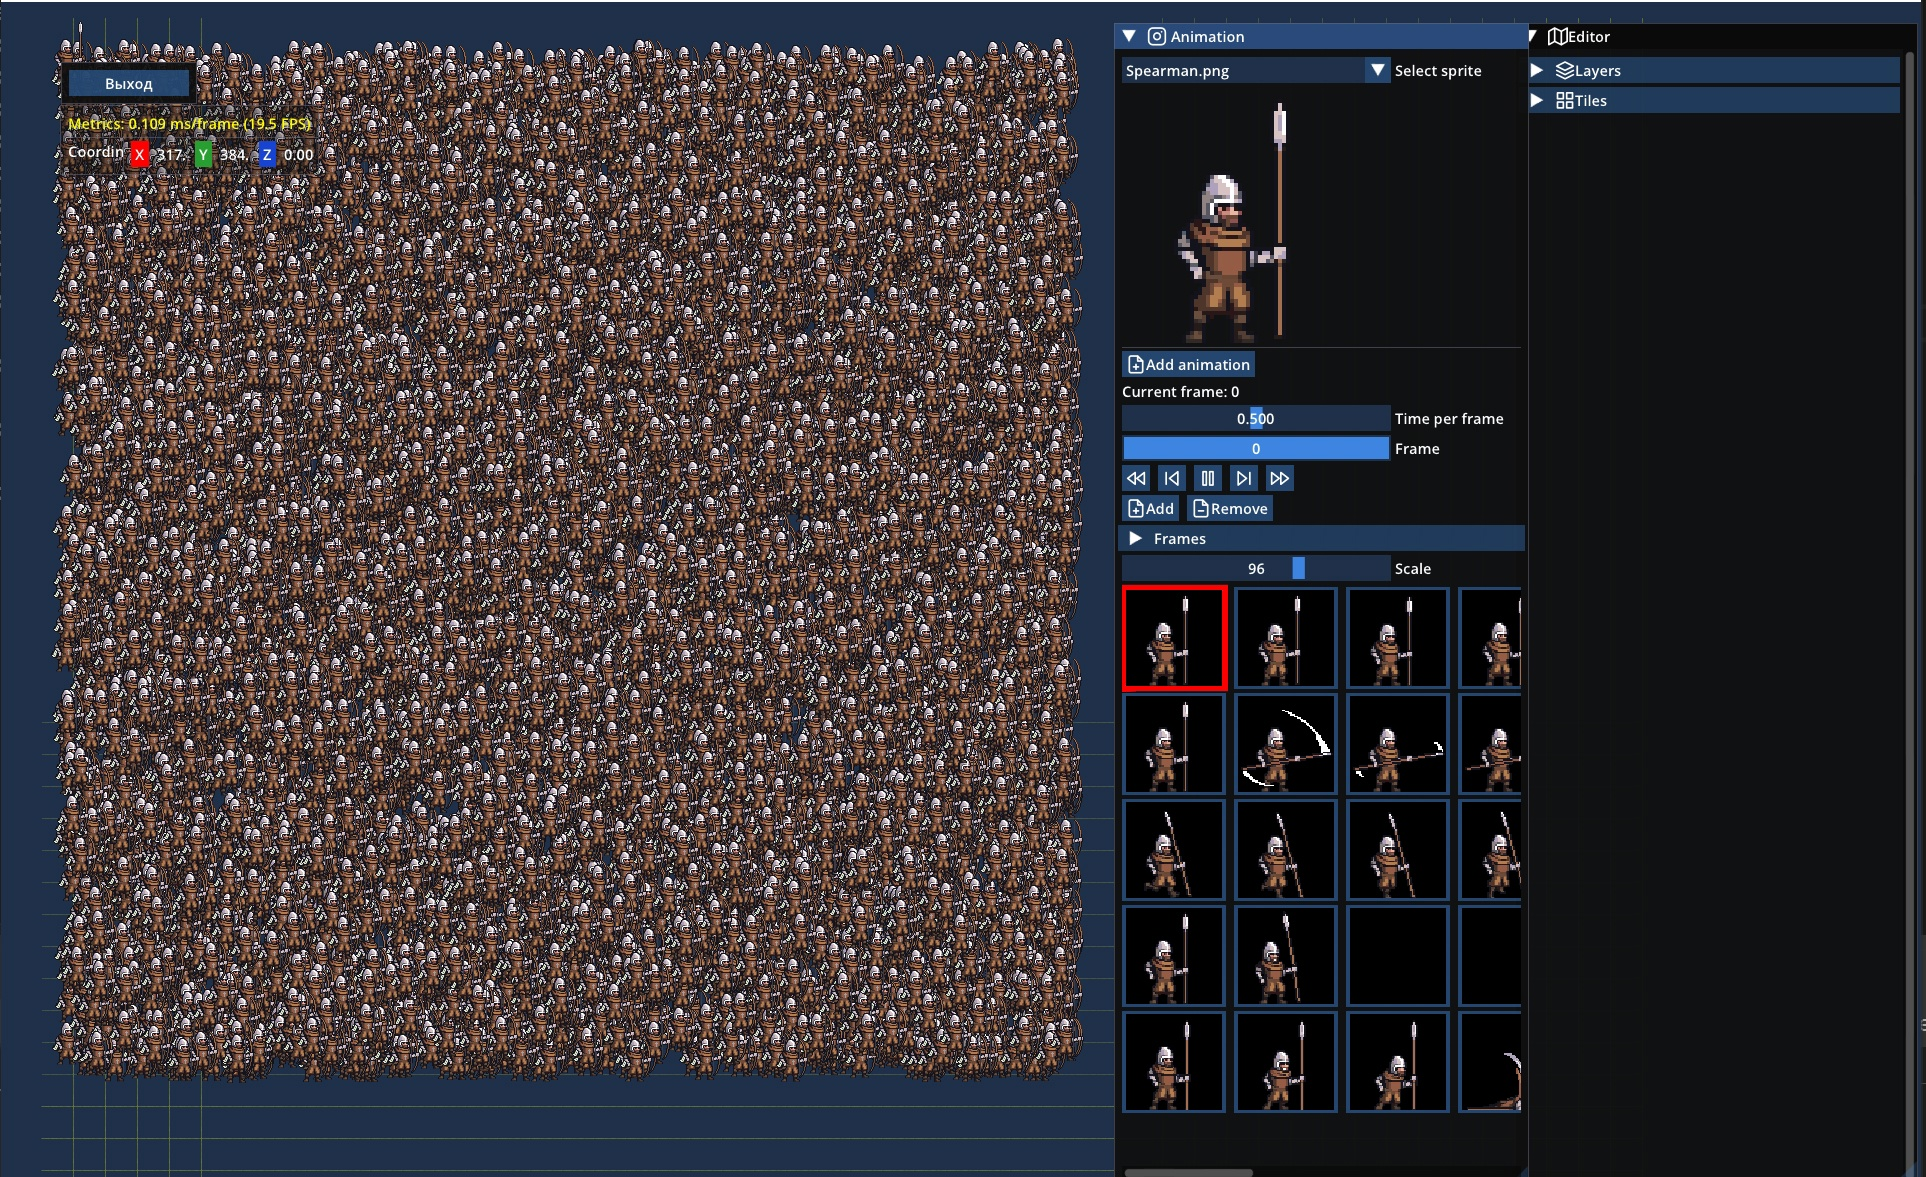 Выход
Metrics: 0.109 ms/frame (19.5 FPS)
Coordin X 317. Y 384. Z 0:00
Animation
Spearman.png Select sprite
Add animation
Current frame: 0
0.500 Time per frame
0 Frame
Add Remove
Frames
96 Scale
Editor
Layers
Tiles